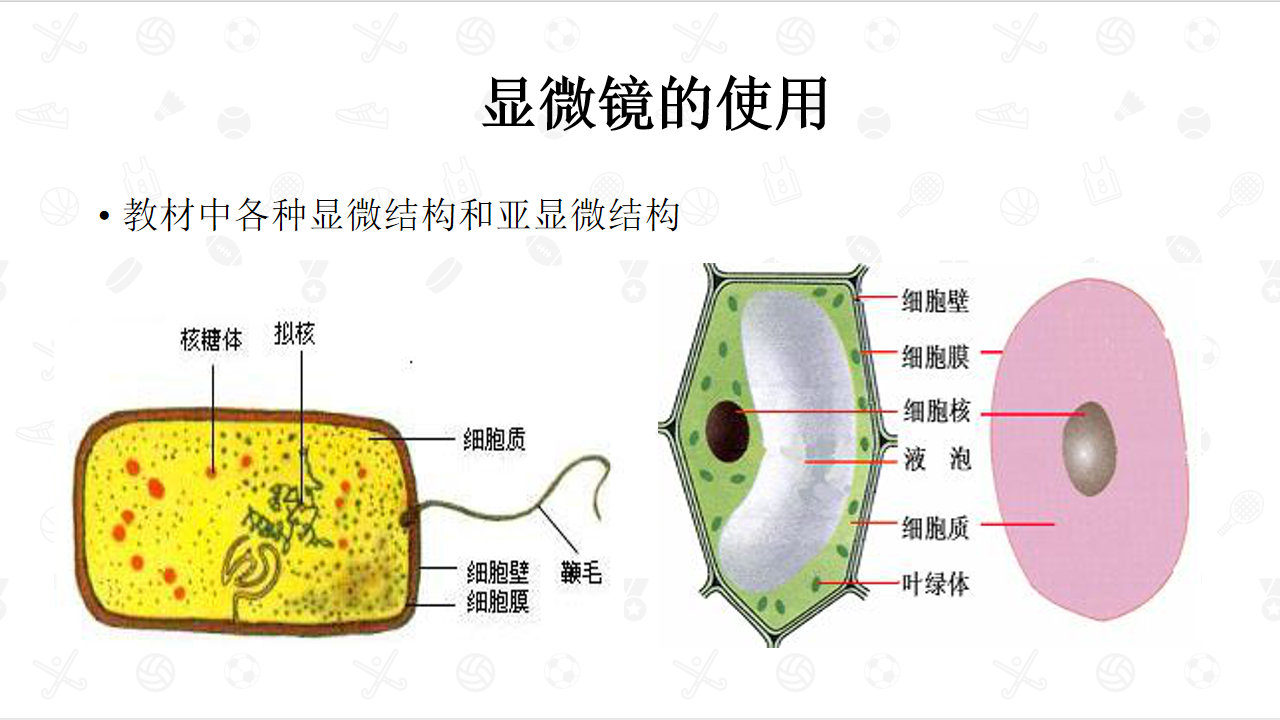 显微镜的使用
• 教材中各种显微结构和亚显微结构
核糖体
拟核
细胞质
细胞壁
细胞膜
鞭毛
细胞壁
细胞膜
细胞核
液 泡
细胞质
叶绿体